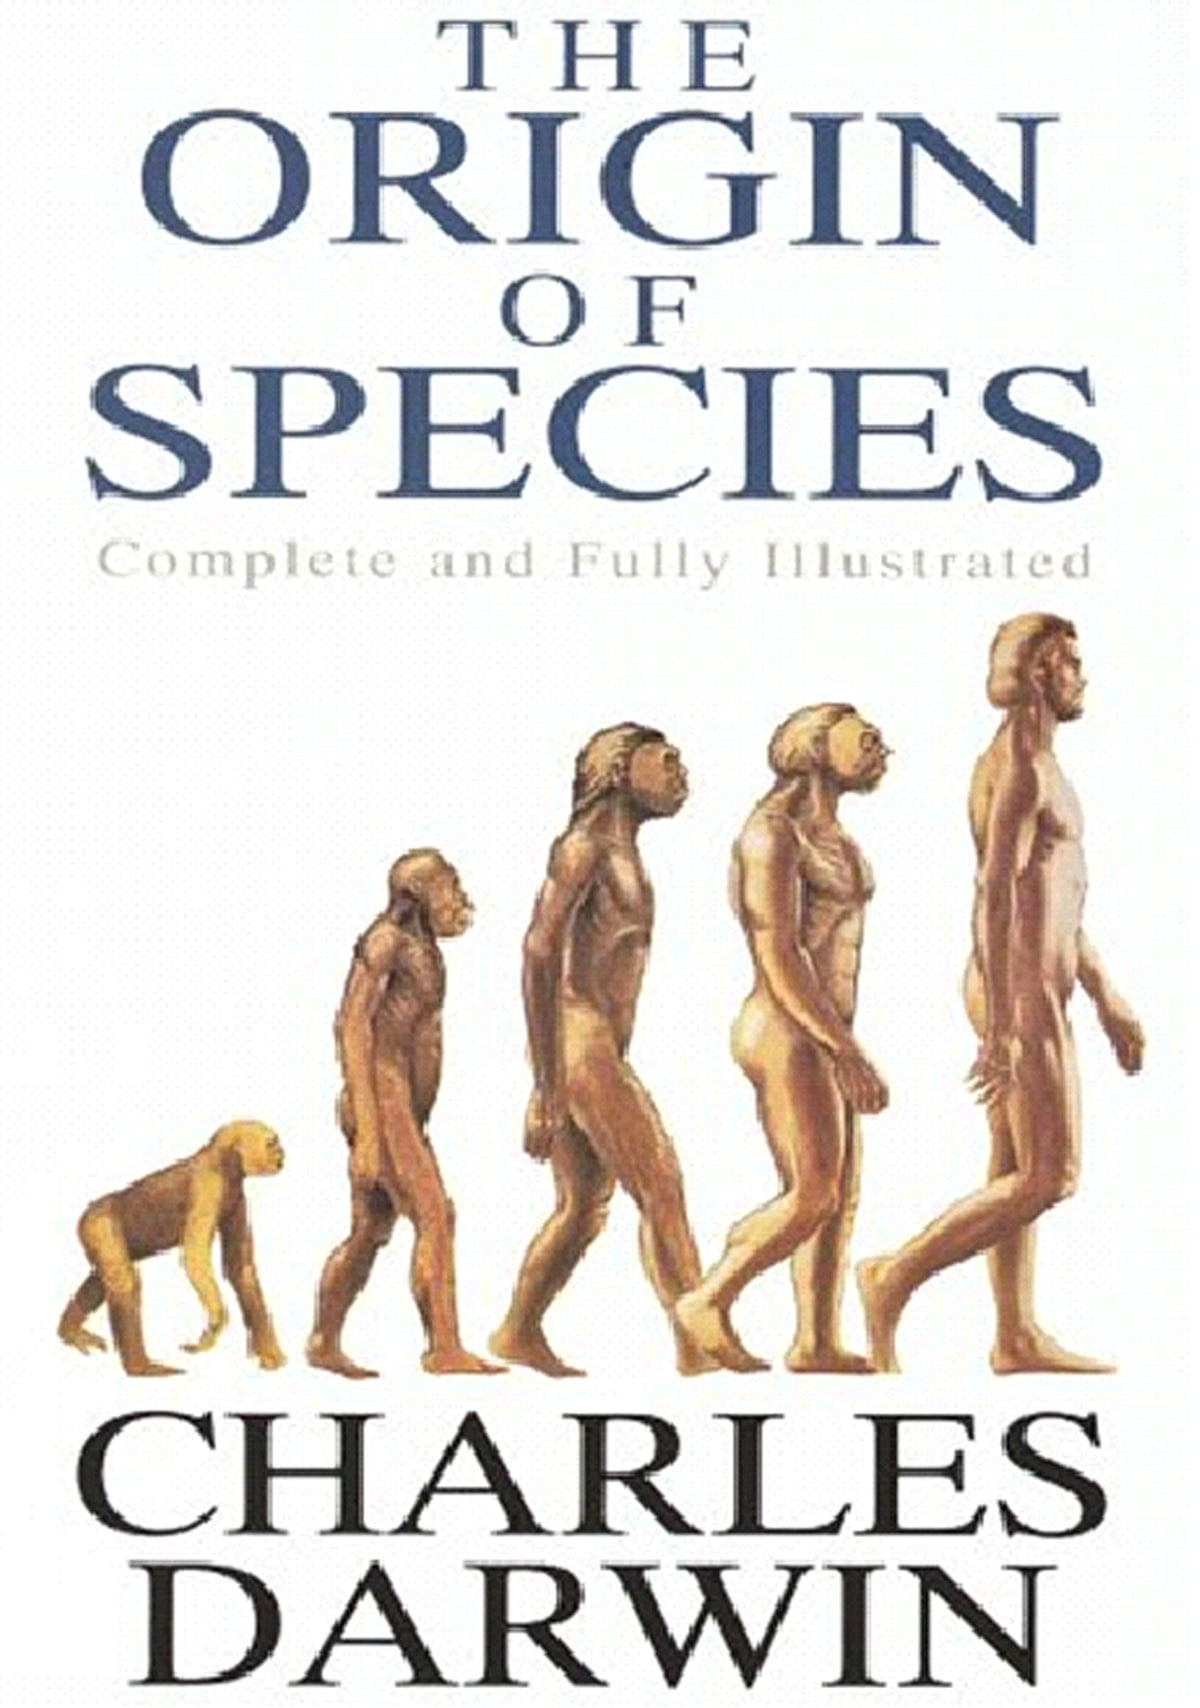 THE
ORIGIN
OF
SPECIES
Complete and Fully Illustrated
CHARLES
DARWIN